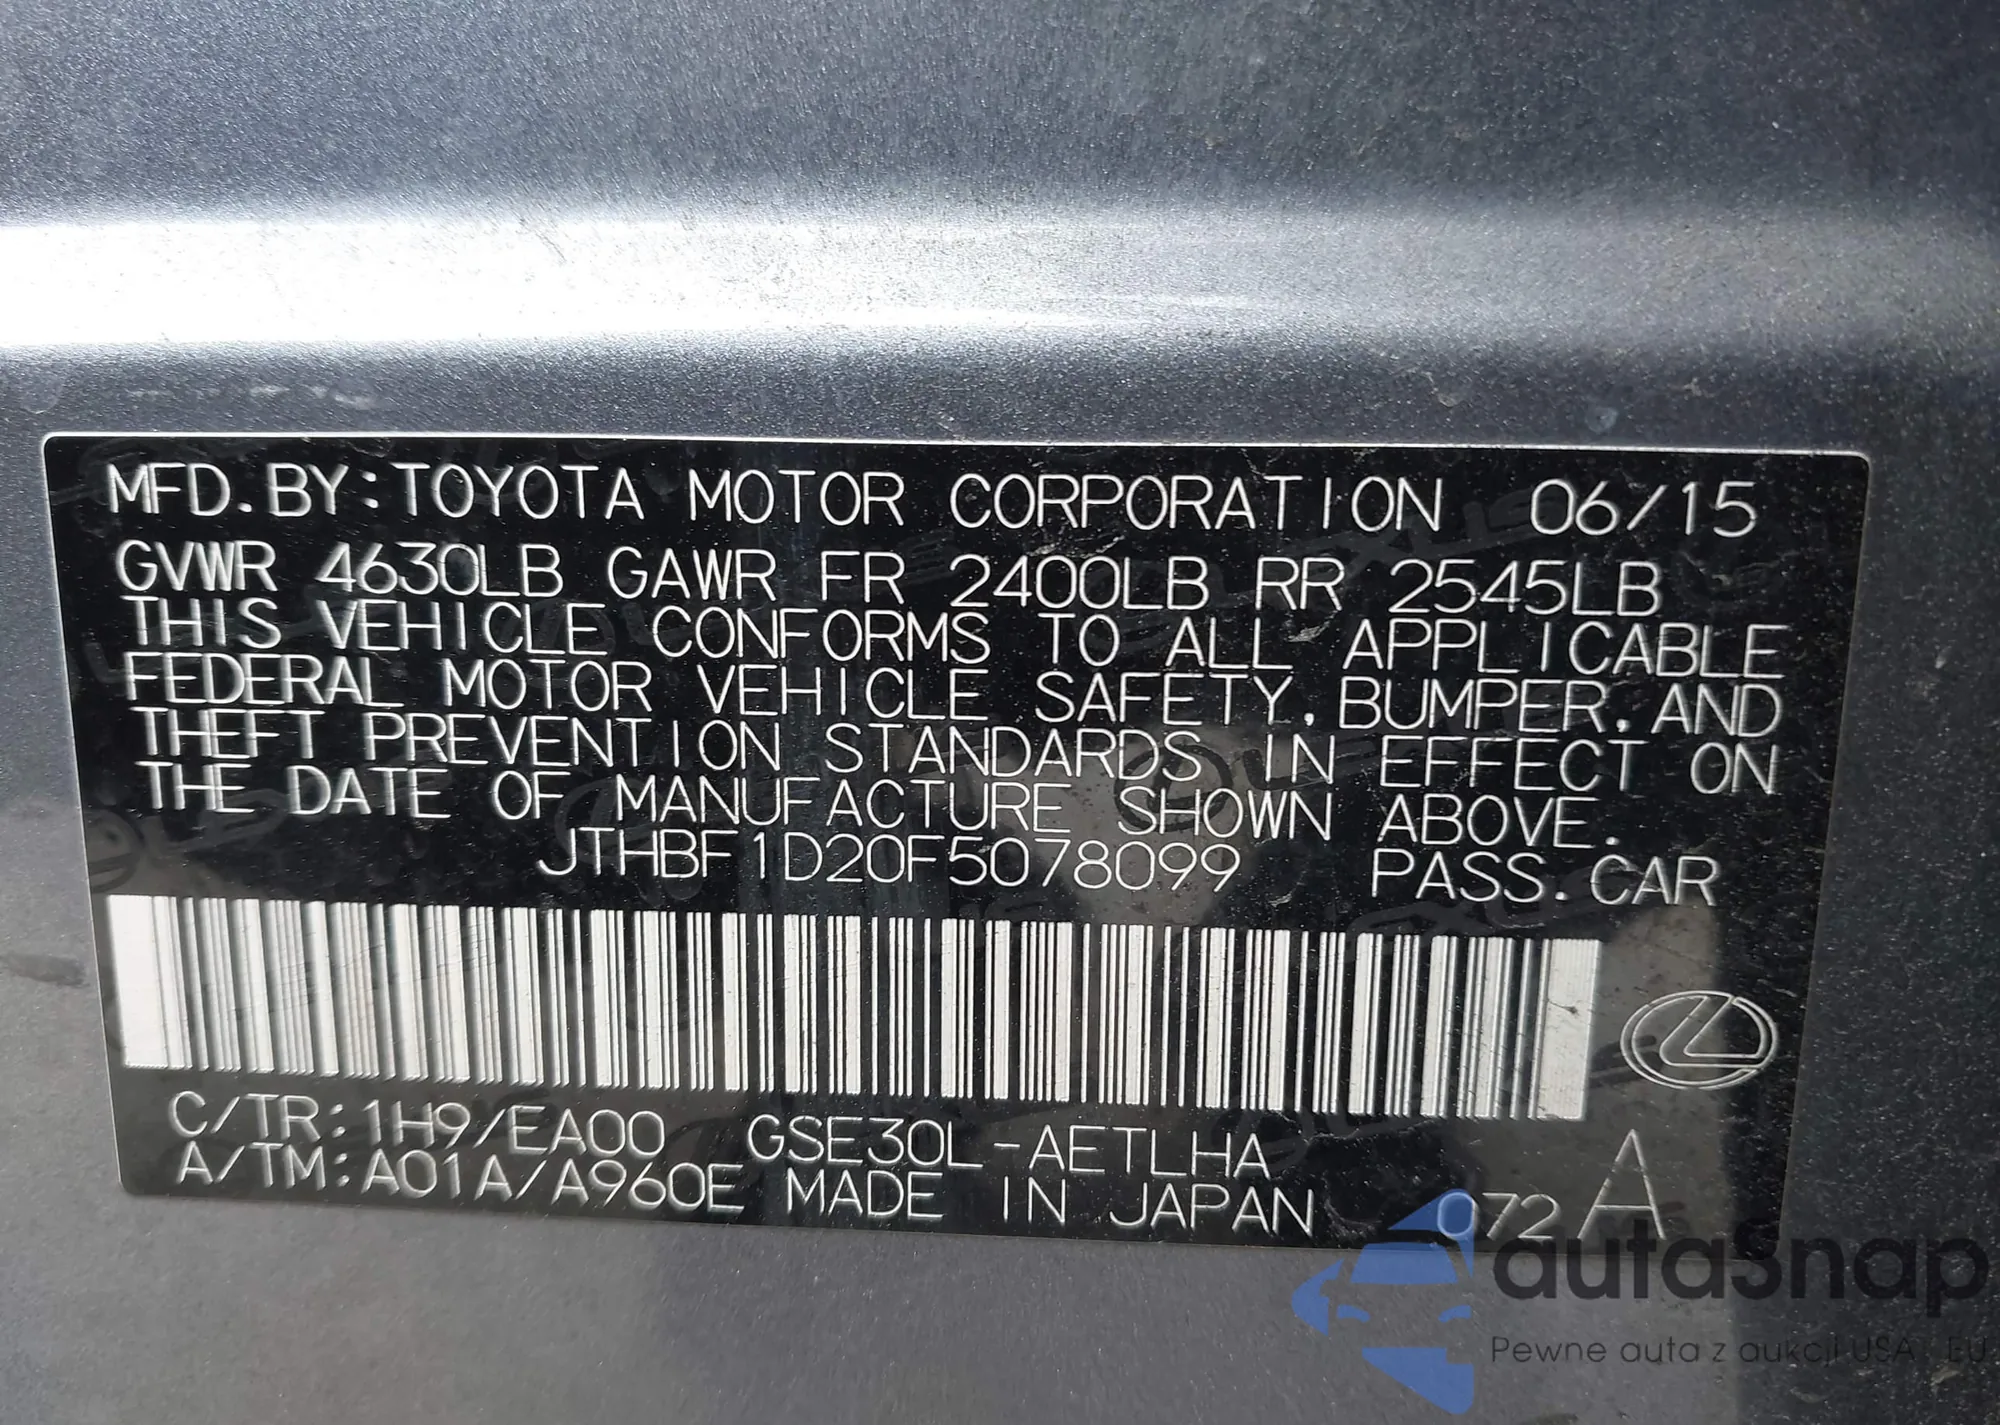 MFD.BY:TOYOTA MOTOR CORPORATION 06/15
GVWR 4630LB GAWR FR 2400LB RR 2545LB
THIS VEHICLE CONFORMS TO ALL APPLICABLE
FEDERAL MOTOR VEHICLE SAFETY,BUMPER,AND
THEFT PREVENTION STANDARDS IN EFFECT ON
THE DATE OF MANUFACTURE SHOWN ABOVE.
JTHBF1D20F5078099 PASS.CAR
C/TR:1H9/EA00 GSE30L-AETLHA
A/TM:A01A/A960E MADE IN JAPAN 072 A
autaSnap
Pewne auta z aukcji USA i EU